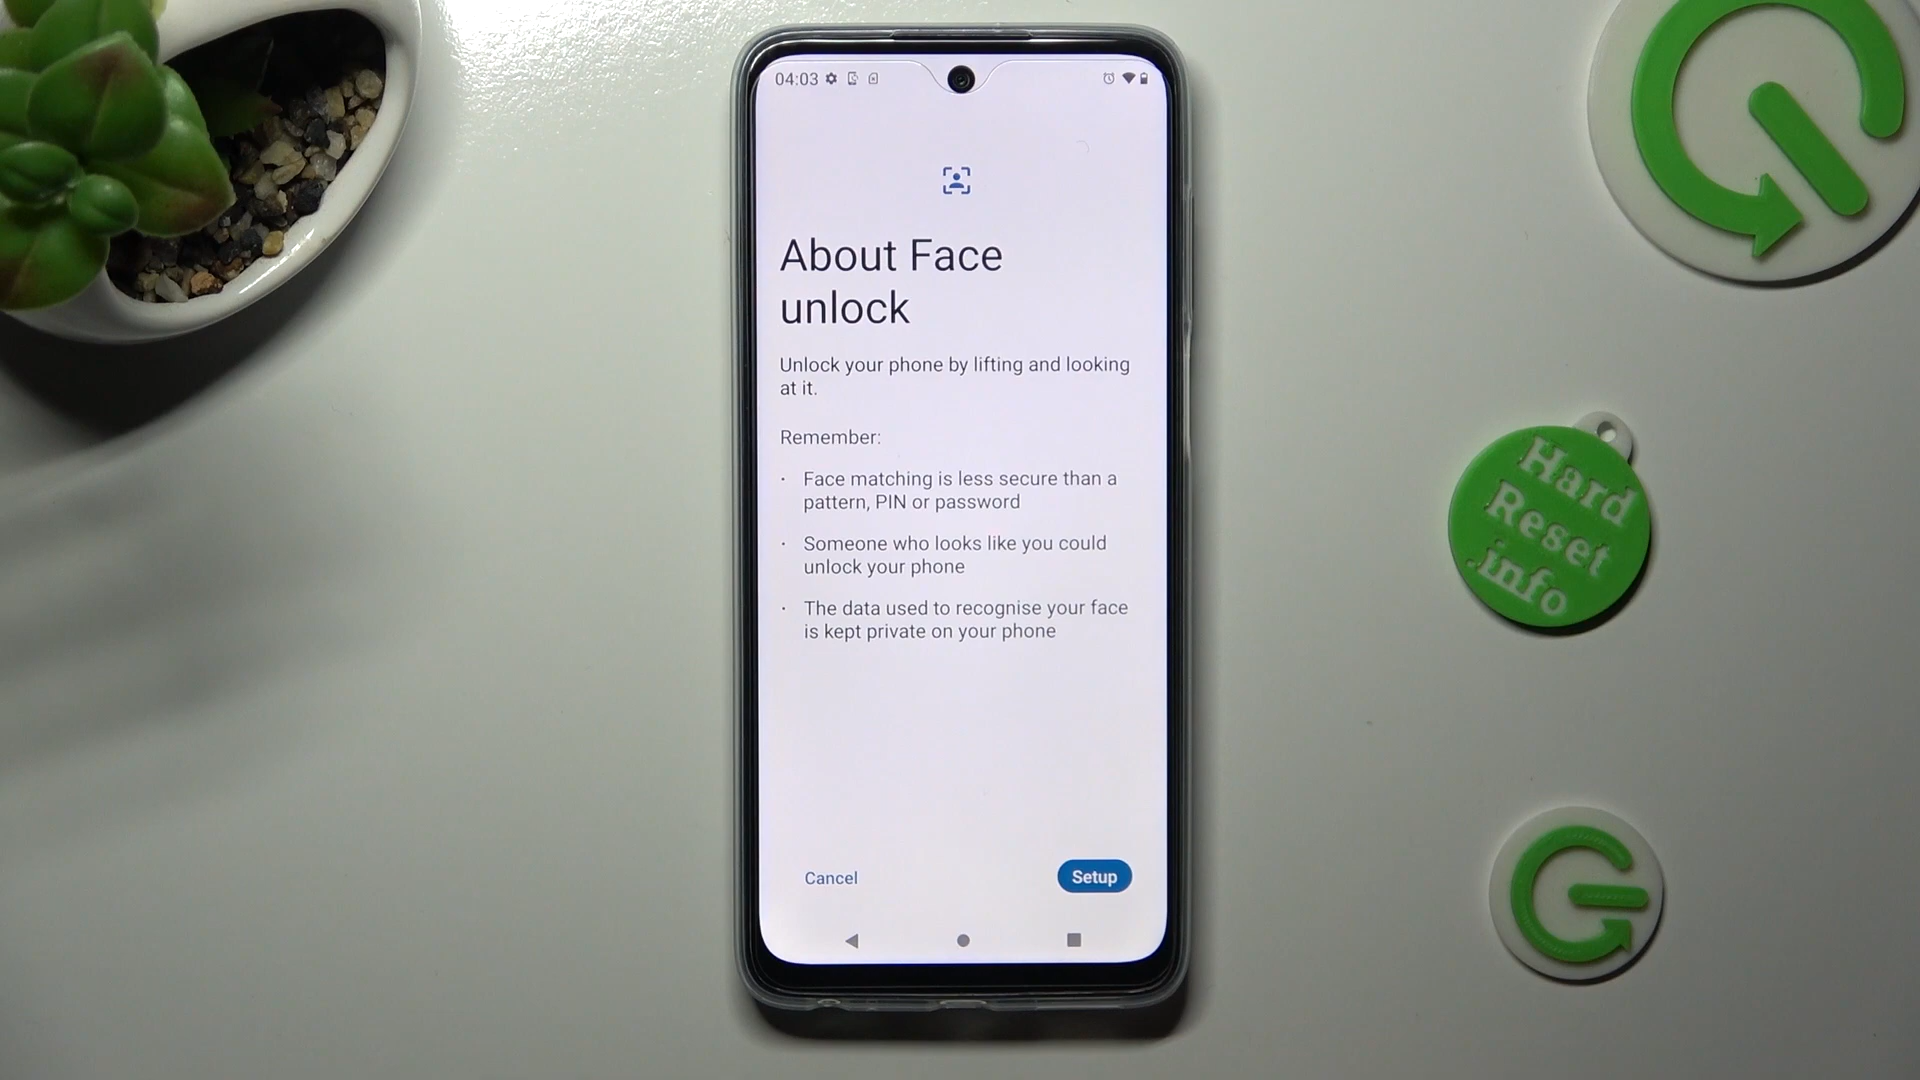 04:03
About Face
unlock
Unlock your phone by lifting and looking
at it.
Remember:
· Face matching is less secure than a
pattern, PIN or password
· Someone who looks like you could
unlock your phone
· The data used to recognise your face
is kept private on your phone
Cancel
Setup
Hard
Reset
.info